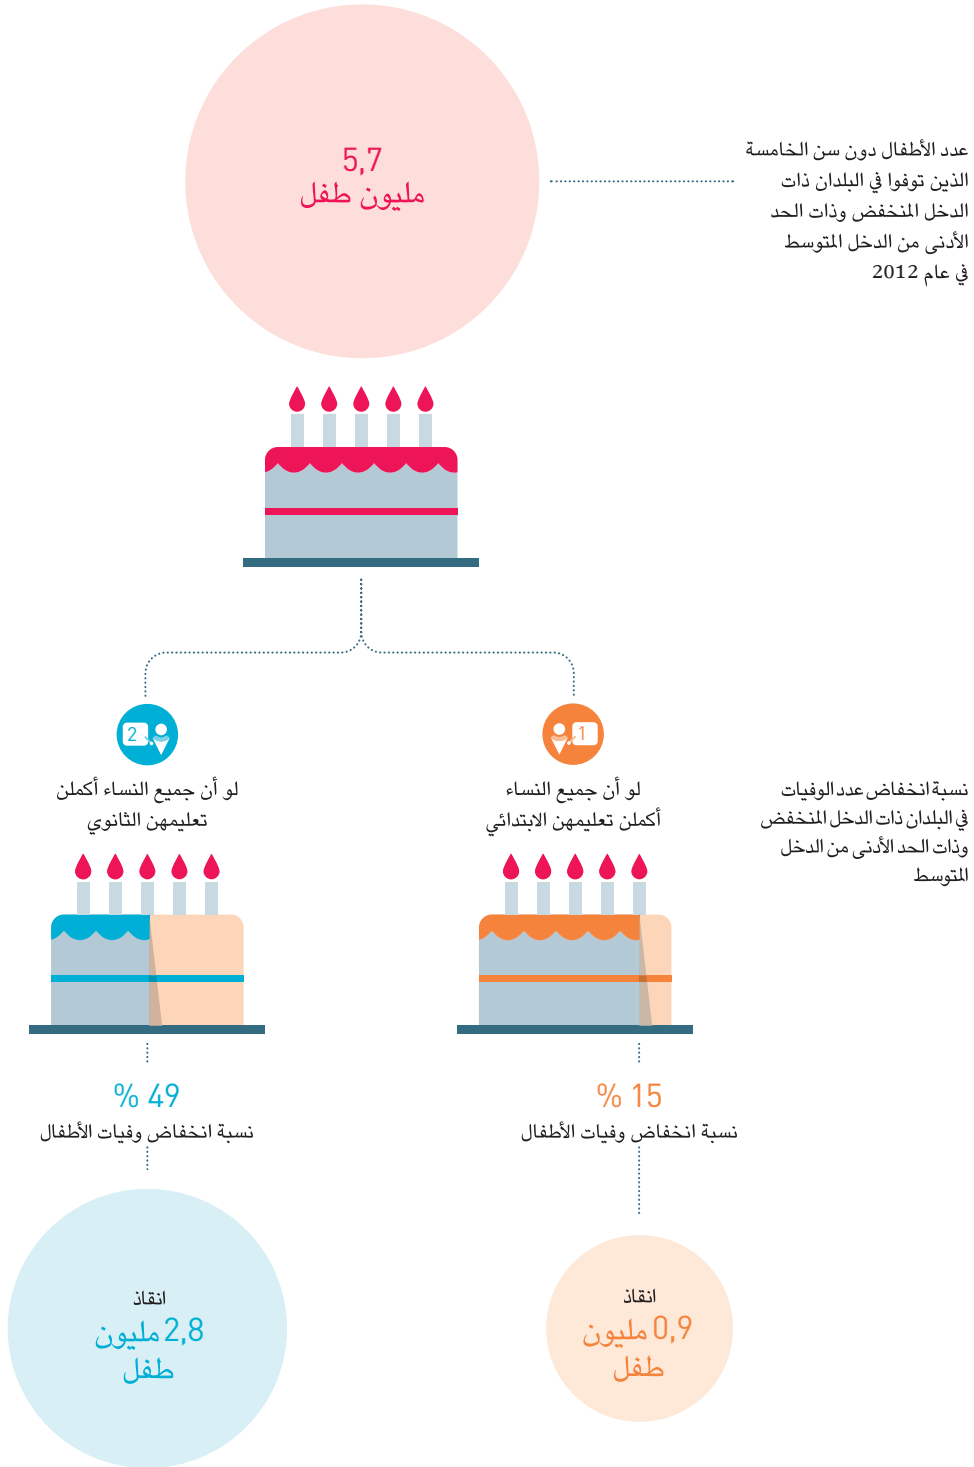 5,7
مليون طفل
عدد الأطفال دون سن الخامسة
الذين توفوا في البلدان ذات
الدخل المنخفض وذات الحد
الأدنى من الدخل المتوسط
في عام 2012
1
2
نسبة انخفاض عدد الوفيات
في البلدان ذات الدخل المنخفض
وذات الحد الأدنى من الدخل
المتوسط
لو أن جميع النساء
أكملن تعليمهن الابتدائي
لو أن جميع النساء أكملن
تعليمهن الثانوي
15 %
نسبة انخفاض وفيات الأطفال
49 %
نسبة انخفاض وفيات الأطفال
انقاذ
0,9 مليون
طفل
انقاذ
2,8 مليون
طفل